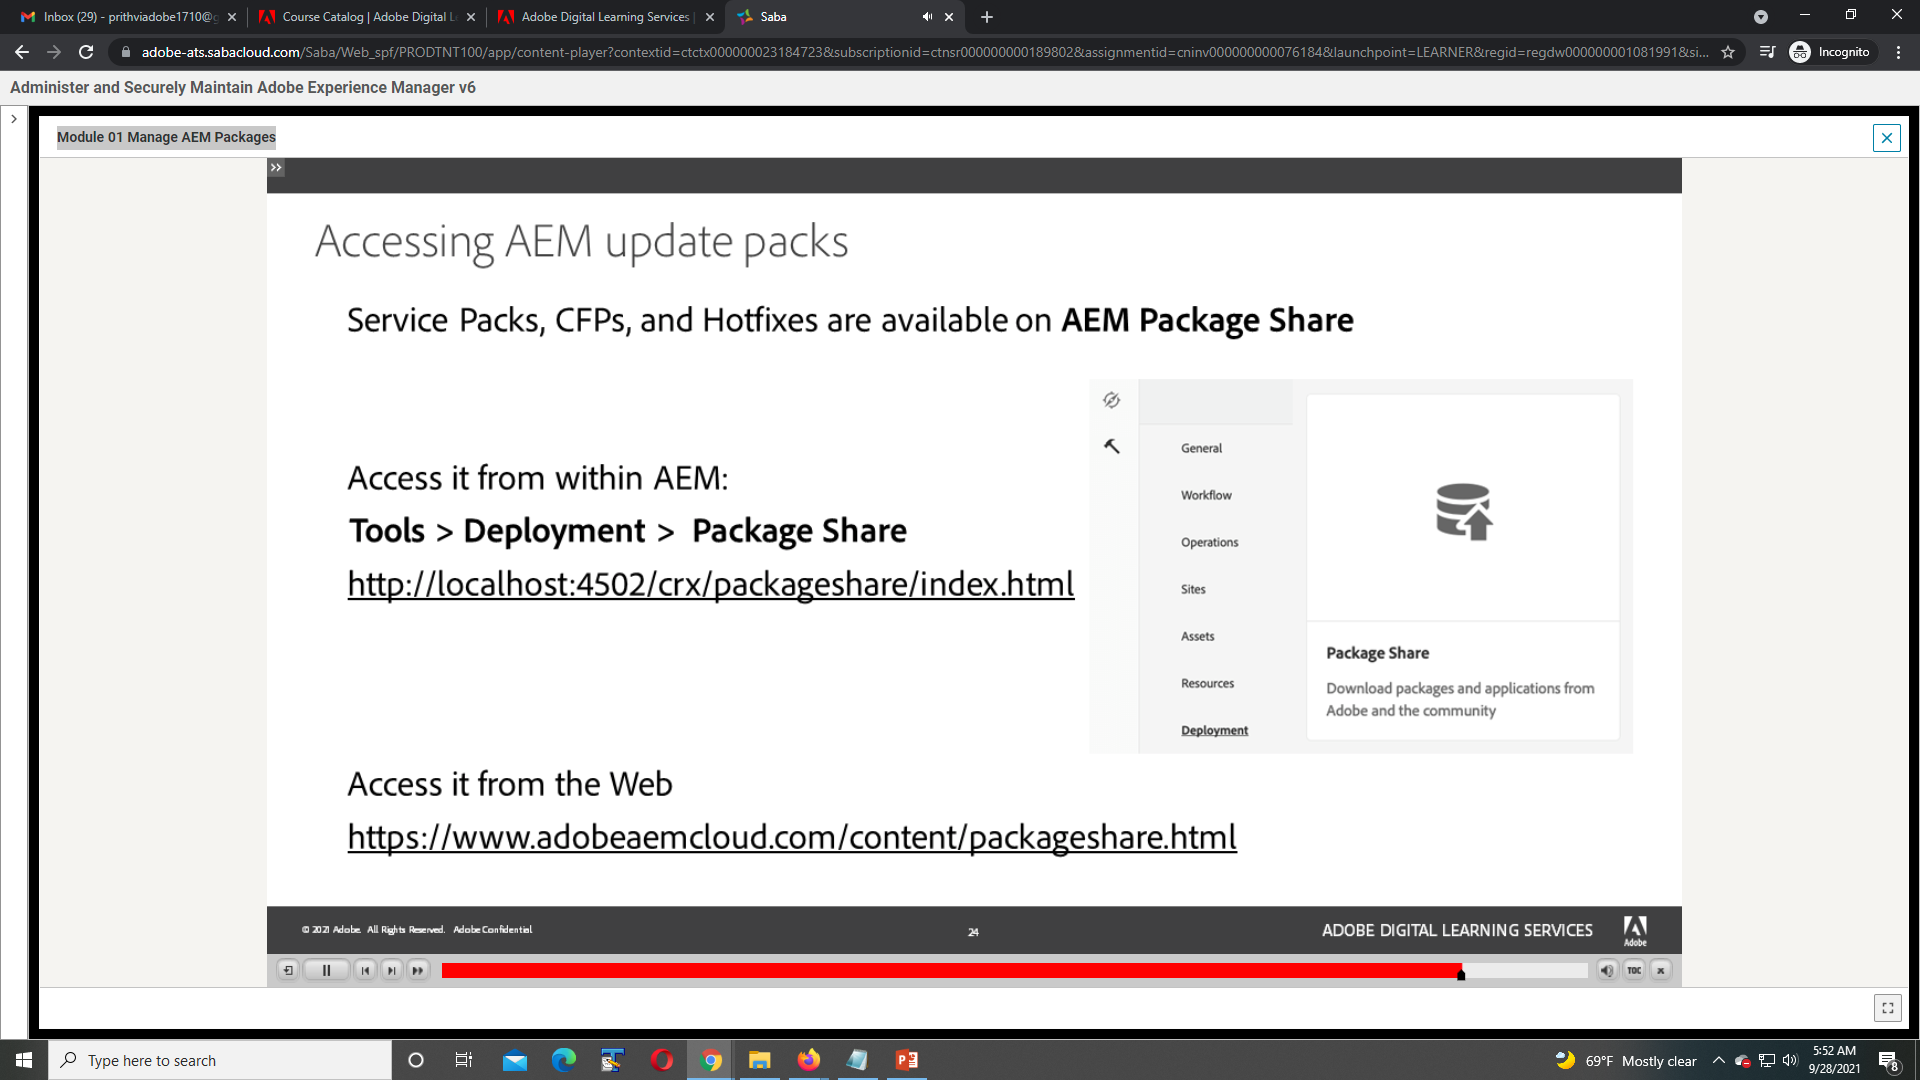 Inbox (29) - prithviadobe1710@g
Course Catalog | Adobe Digital L
Adobe Digital Learning Services |
Saba
adobe-ats.sabacloud.com/Saba/Web_spf/PRODTNT100/app/content-player?contextid=ctctx000000023184723&subscriptionid=ctnsr0000000001898028&assignmentid=cninv000000000076184&launchpoint=LEARNER&regid=regdw000000001081991&si...
Incognito
Administer and Securely Maintain Adobe Experience Manager v6
Module 01 Manage AEM Packages
Accessing AEM update packs
Service Packs, CFPs, and Hotfixes are available on AEM Package Share
Access it from within AEM:
Tools > Deployment > Package Share
http://localhost:4502/crx/packageshare/index.html
General
Workflow
Operations
Sites
Assets
Resources
Deployment
Package Share
Download packages and applications from
Adobe and the community
Access it from the Web
https://www.adobeaemcloud.com/content/packageshare.html
© 2021 Adobe. All Rights Reserved. Adobe Confidential.
24
ADOBE DIGITAL LEARNING SERVICES
Adobe
TOC
Type here to search
69°F Mostly clear
5:52 AM
9/28/2021
8